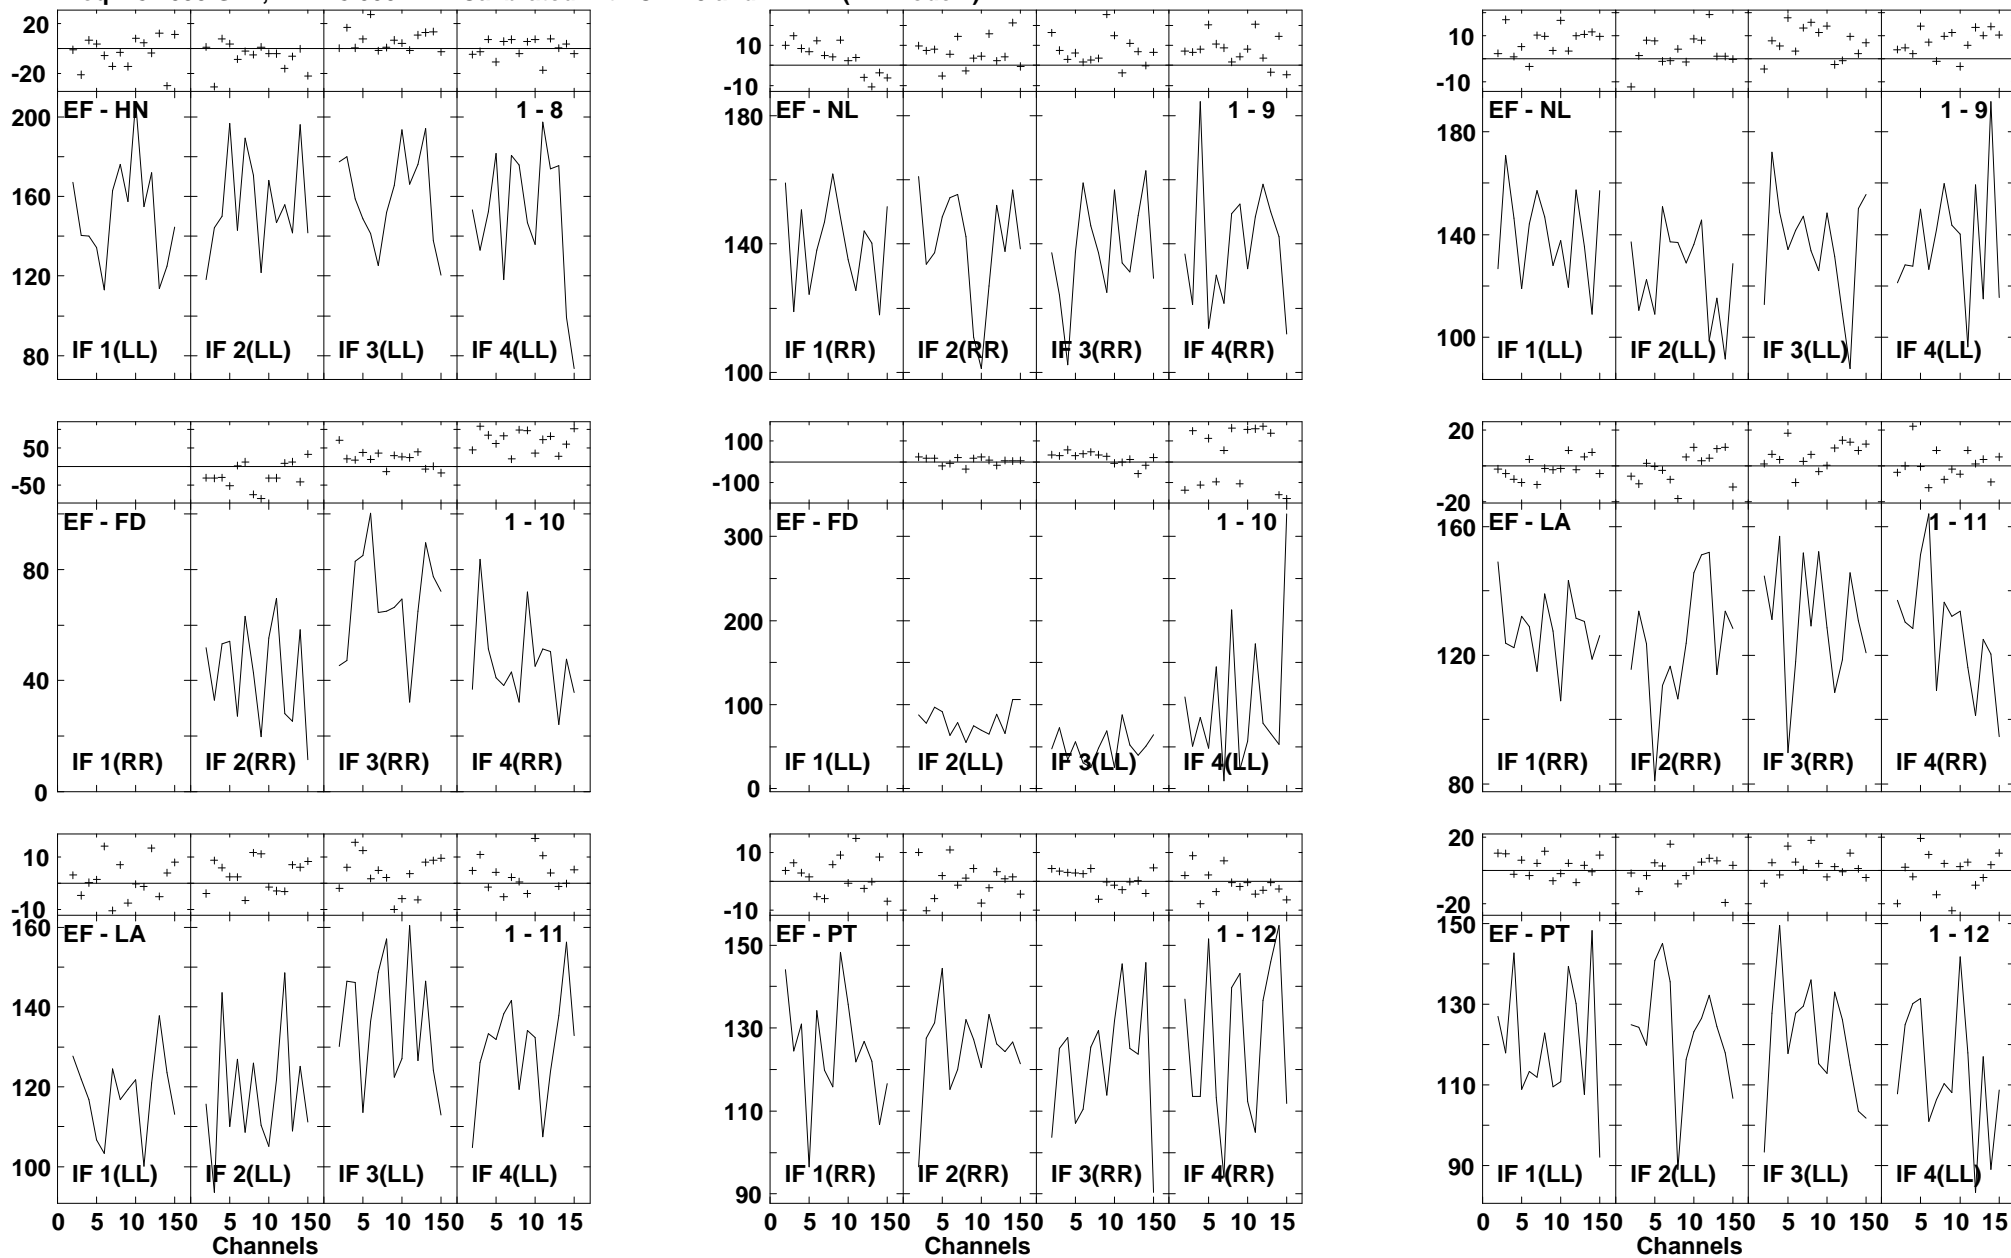 20
-20
EF - HN
1 - 8
200
160
120
80
IF 1(LL)
IF 2(LL)
IF 3(LL)
IF 4(LL)
10
-10
EF - NL
1 - 9
180
140
100
IF 1(RR)
IF 2(RR)
IF 3(RR)
IF 4(RR)
10
-10
EF - NL
1 - 9
180
140
100
IF 1(LL)
IF 2(LL)
IF 3(LL)
IF 4(LL)
50
-50
EF - FD
1 - 10
80
40
0
IF 1(RR)
IF 2(RR)
IF 3(RR)
IF 4(RR)
100
-100
EF - FD
1 - 10
300
200
100
0
IF 1(LL)
IF 2(LL)
IF 3(LL)
IF 4(LL)
20
-20
EF - LA
1 - 11
160
120
80
IF 1(RR)
IF 2(RR)
IF 3(RR)
IF 4(RR)
10
-10
EF - LA
1 - 11
160
140
120
100
IF 1(LL)
IF 2(LL)
IF 3(LL)
IF 4(LL)
0 5 10 150 5 10 150 5 10 150 5 10 15
Channels
10
-10
EF - PT
1 - 12
150
130
110
90
IF 1(RR)
IF 2(RR)
IF 3(RR)
IF 4(RR)
0 5 10 150 5 10 150 5 10 150 5 10 15
Channels
20
-20
EF - PT
1 - 12
150
130
110
90
IF 1(LL)
IF 2(LL)
IF 3(LL)
IF 4(LL)
0 5 10 150 5 10 150 5 10 150 5 10 15
Channels